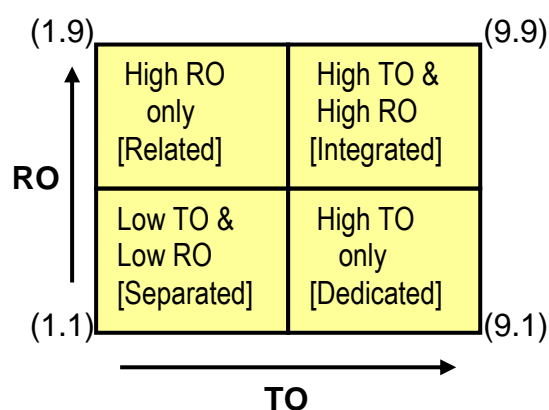 (1.9)
(9.9)
High RO
only
[Related]
High TO &
High RO
[Integrated]
RO
Low TO &
Low RO
[Separated]
High TO
only
[Dedicated]
(1.1)
(9.1)
TO